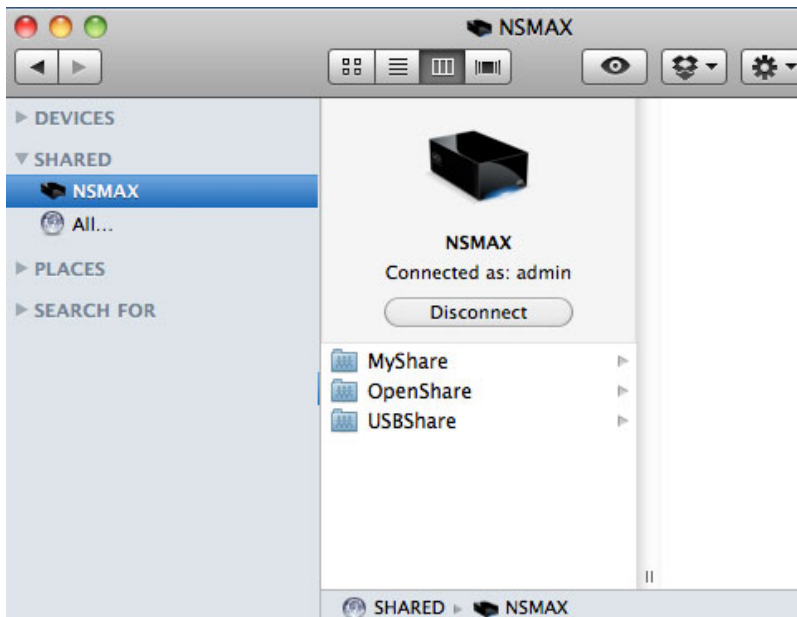 NSMAX
DEVICES
SHARED
NSMAX
All...
PLACES
SEARCH FOR
NSMAX
Connected as: admin
Disconnect
MyShare
OpenShare
USBShare
SHARED NSMAX